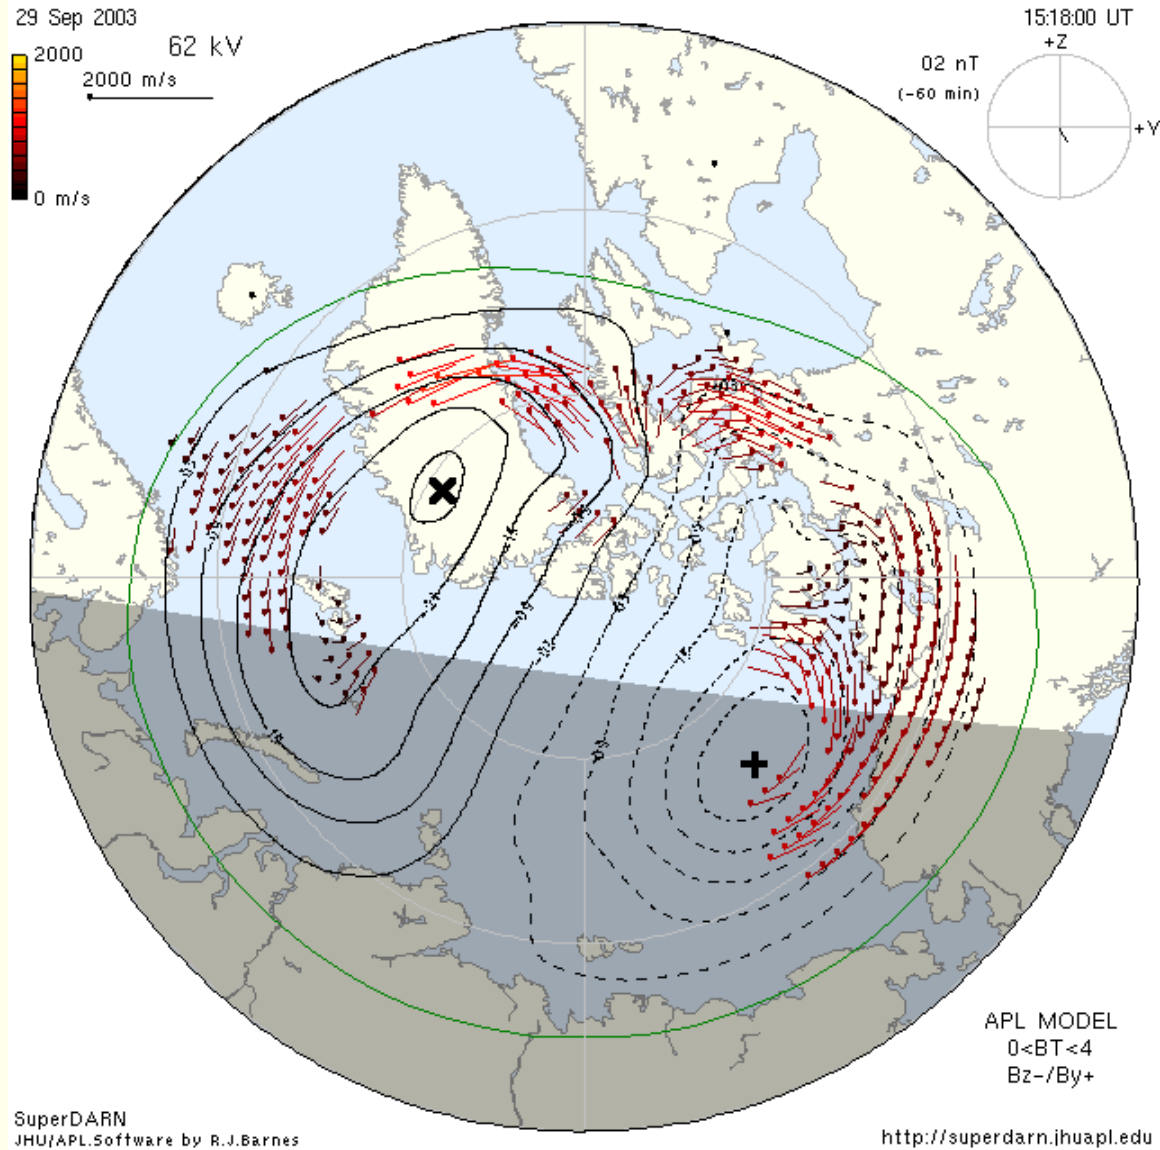 29 Sep 2003
15:18:00 UT
62 kV
2000
2000 m/s
0 m/s
+Z
02 nT
(-60 min)
+Y
APL MODEL
0<BT<4
Bz-/By+
SuperDARN
JHU/APL.Software by R.J.Barnes
http://superdarn.jhuapl.edu